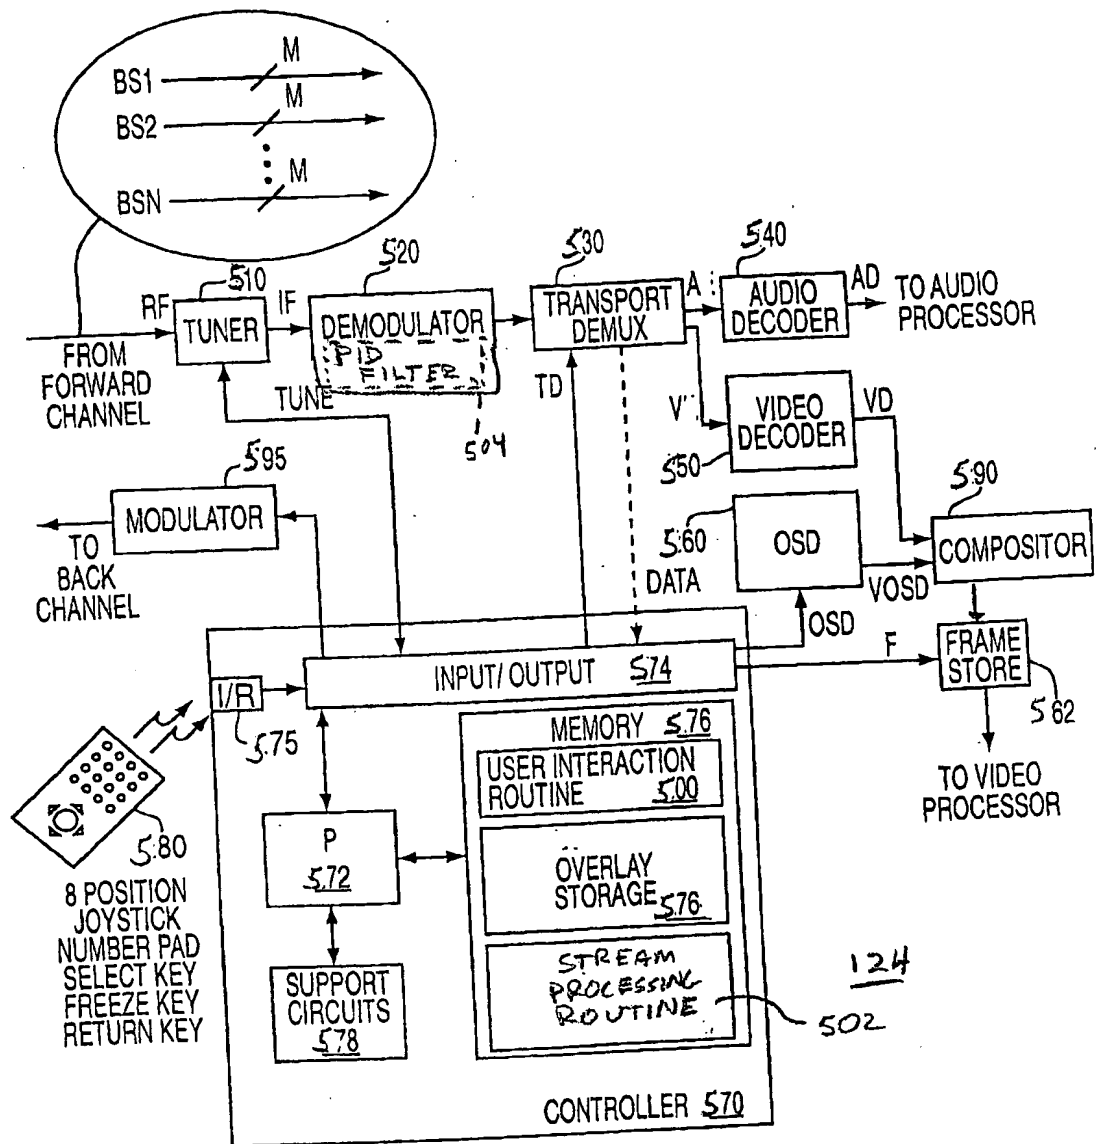 M
BS1
M
BS2
M
BSN
510
520
530
540
RF
TUNER
IF
DEMODULATOR
PID
FILTER
504
TRANSPORT
DEMUX
A
AUDIO
DECODER
AD
TO AUDIO
PROCESSOR
FROM
FORWARD
CHANNEL
TUNE
TD
V
VIDEO
DECODER
VD
550
595
MODULATOR
TO
BACK
CHANNEL
560
OSD
590
COMPOSITOR
DATA
VOSD
OSD
F
FRAME
STORE
562
TO VIDEO
PROCESSOR
I/R
575
INPUT/OUTPUT 574
MEMORY 576
USER INTERACTION
ROUTINE 500
580
8 POSITION
JOYSTICK
NUMBER PAD
SELECT KEY
FREEZE KEY
RETURN KEY
P
572
OVERLAY
STORAGE 576
SUPPORT
CIRCUITS
578
STREAM
PROCESSING
ROUTINE
502
124
CONTROLLER 570